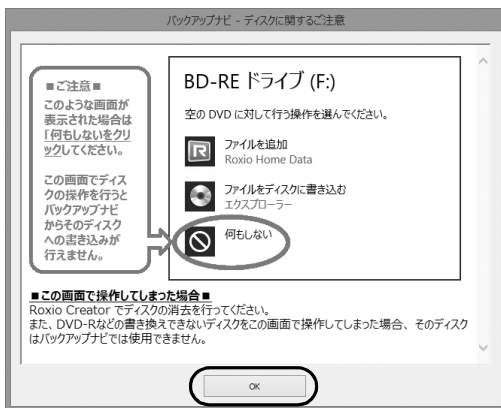 バックアップナビ - ディスクに関するご注意
■ご注意■
このような画面が
表示された場合は
「何もしないをクリ
ックしてください。
この画面でディス
クの操作を行うと
バックアップナビ
からそのディスク
への書き込みが
行えません。
BD-RE ドライブ (F:)
空の DVD に対して行う操作を選んでください。
ファイルを追加
Roxio Home Data
ファイルをディスクに書き込む
エクスプローラー
何もしない
■この画面で操作してしまった場合■
Roxio Creator でディスクの消去を行ってください。
また、DVD-Rなどの書き換えできないディスクをこの画面で操作してしまった場合、そのディスク
はバックアップナビでは使用できません。
OK